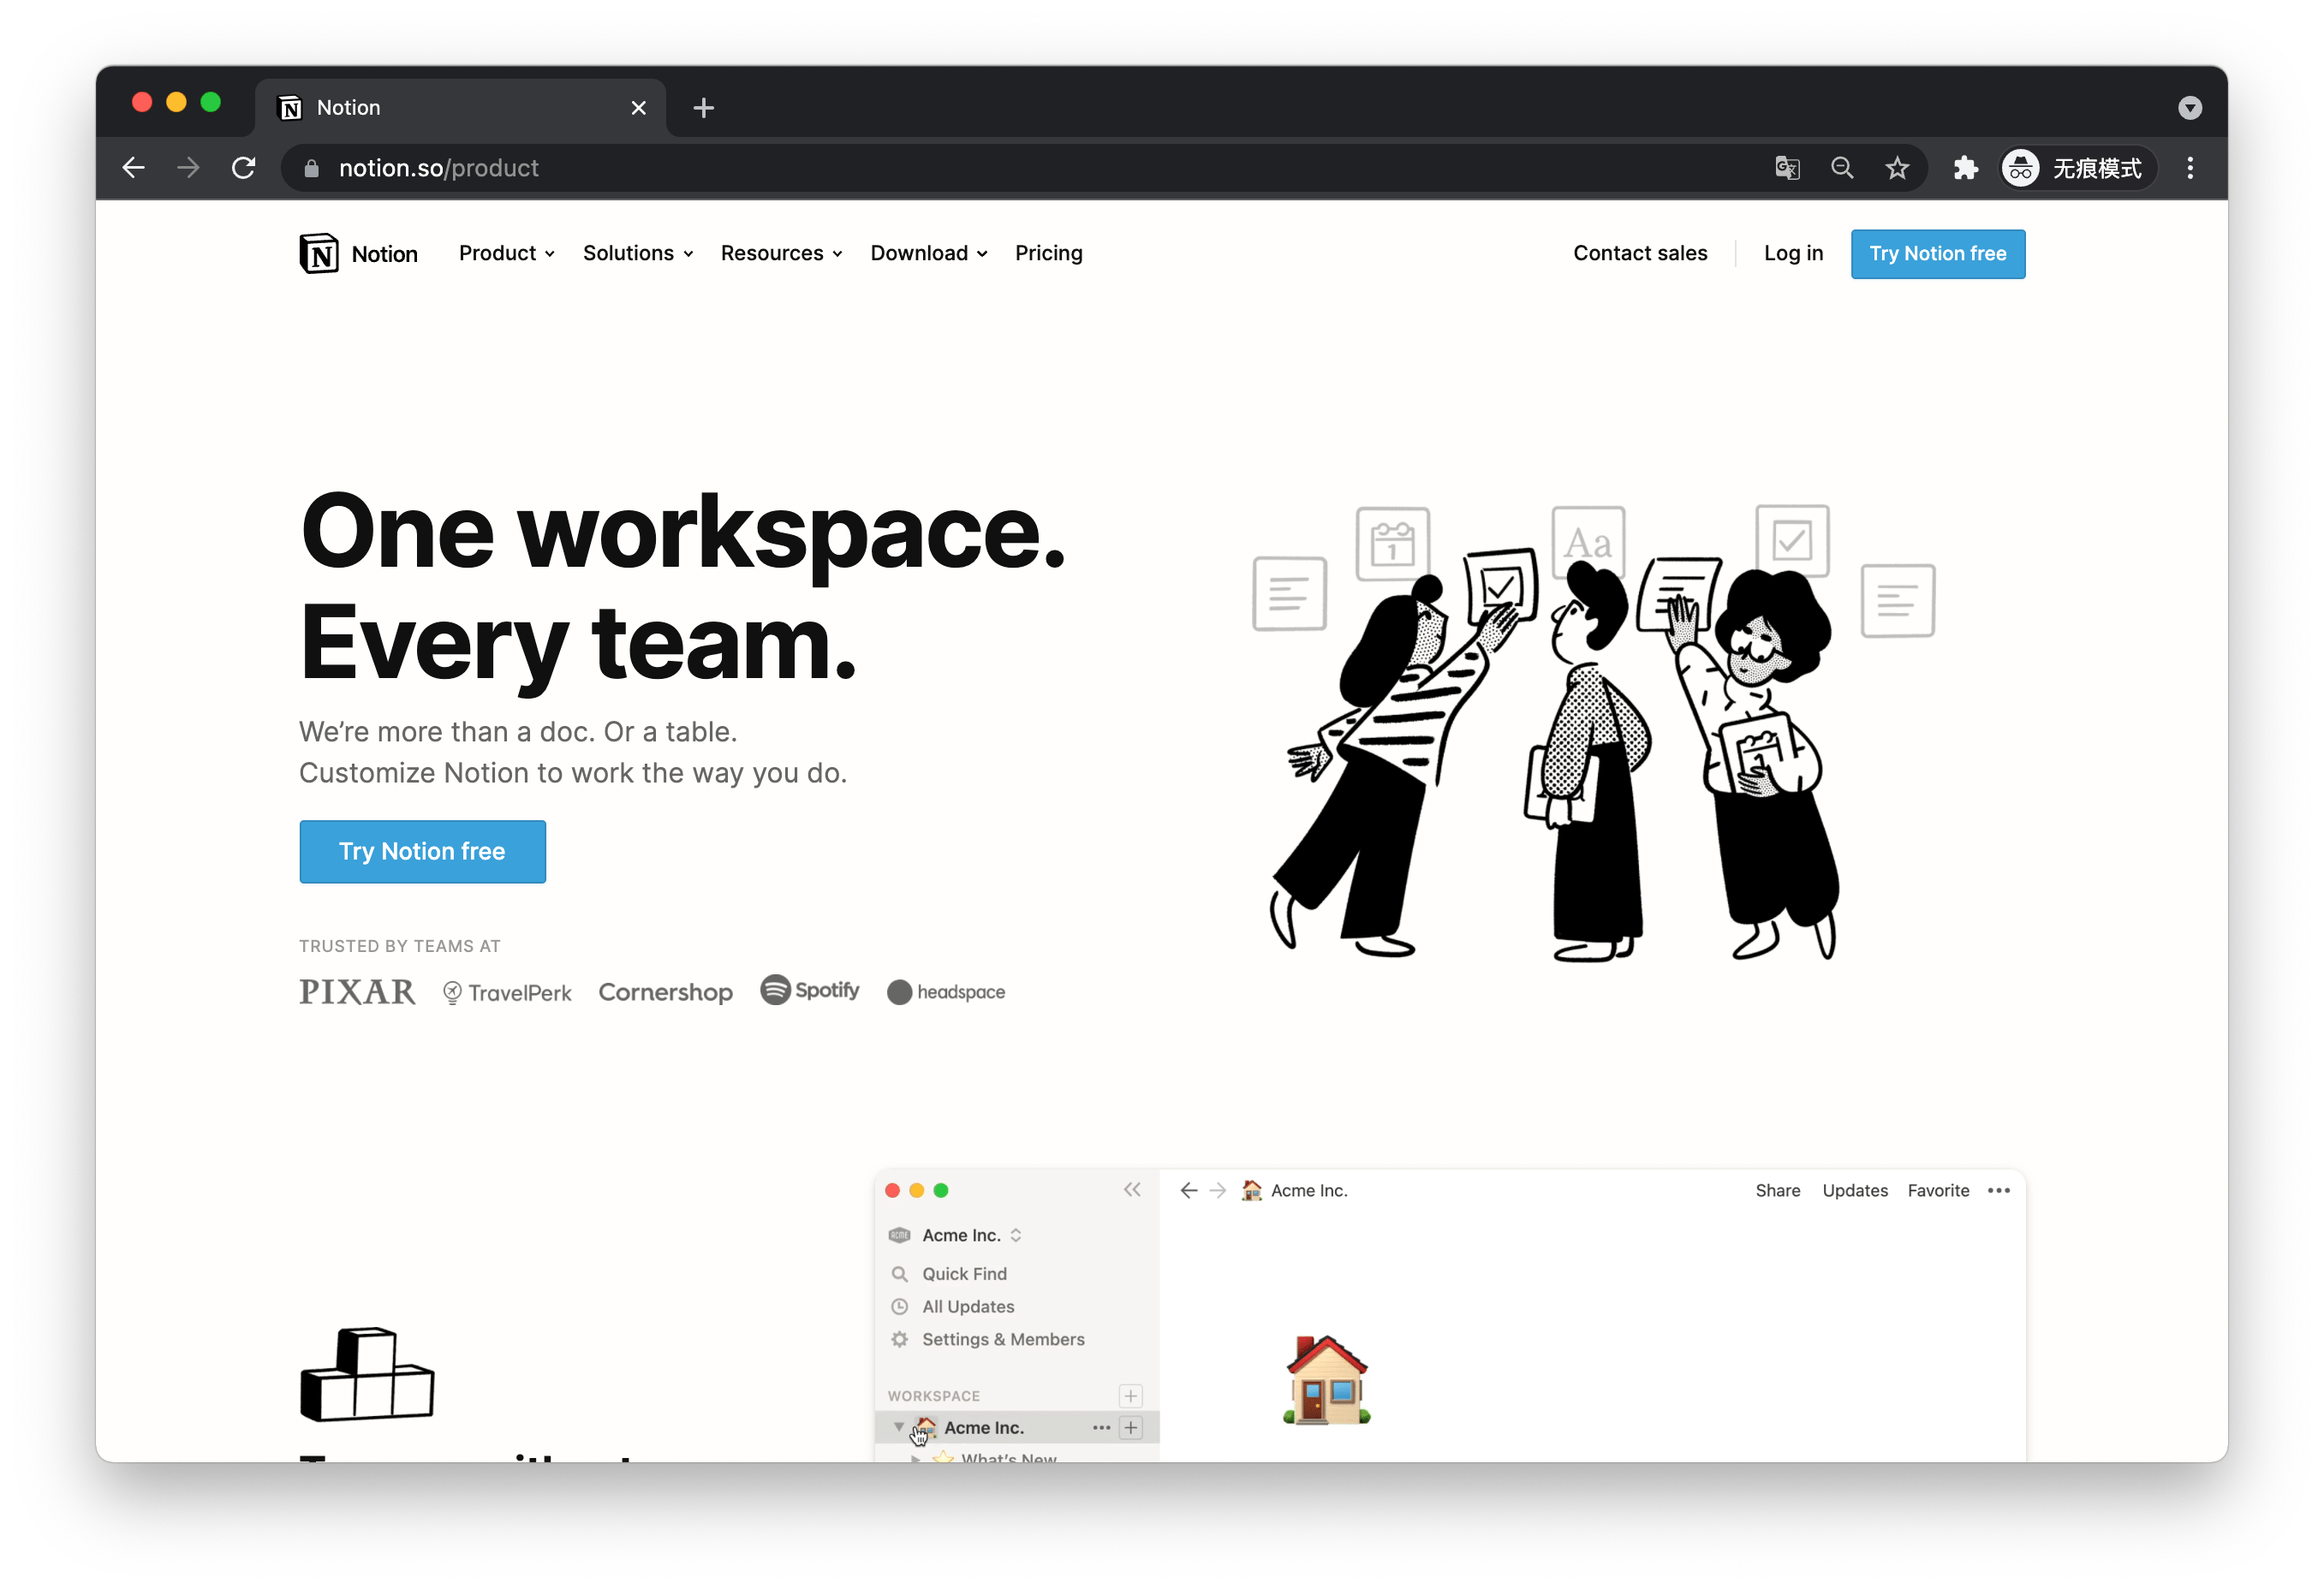 Notion
notion.so/product
无痕模式
Notion
Product
Solutions
Resources
Download
Pricing
Contact sales
Log in
Try Notion free
One workspace.
Every team.
We’re more than a doc. Or a table.
Customize Notion to work the way you do.
Try Notion free
TRUSTED BY TEAMS AT
PIXAR
TravelPerk
Cornershop
Spotify
headspace
1
Aa
1
Acme Inc.
Share
Updates
Favorite
ACME
Acme Inc.
Quick Find
All Updates
Settings & Members
WORKSPACE
Acme Inc.
What’s New